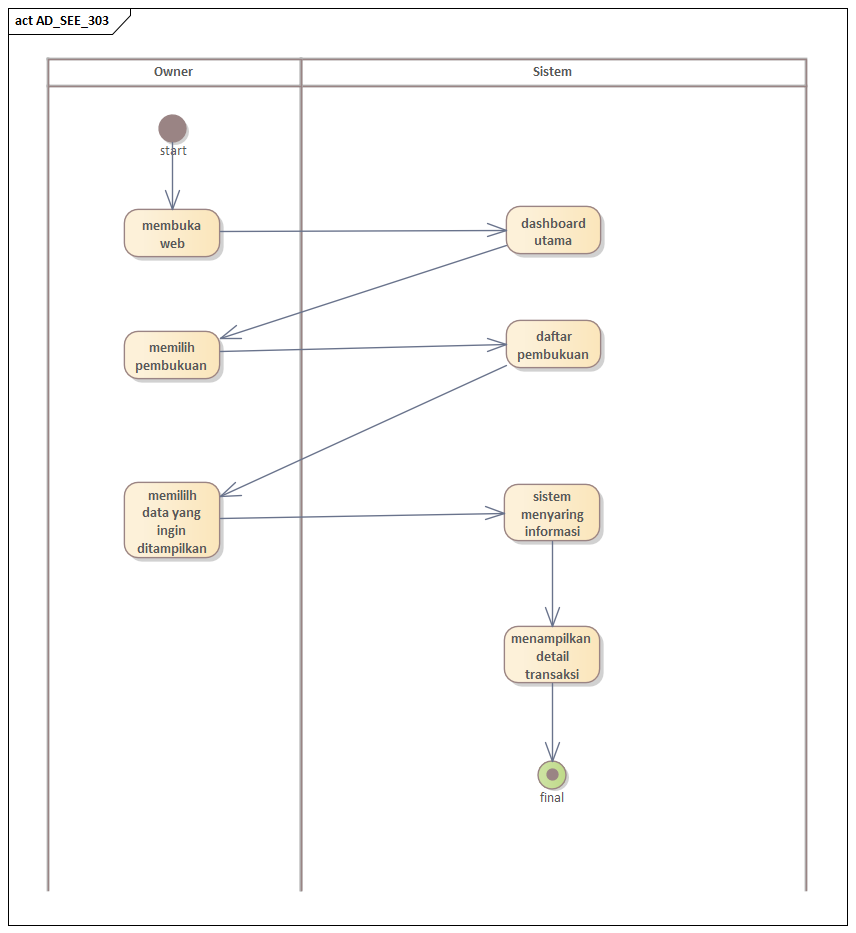 act AD_SEE_303
Owner
Sistem
start
membuka
web
dashboard
utama
memilih
pembukuan
daftar
pembukuan
memililh
data yang
ingin
ditampilkan
sistem
menyaring
informasi
menampilkan
detail
transaksi
final